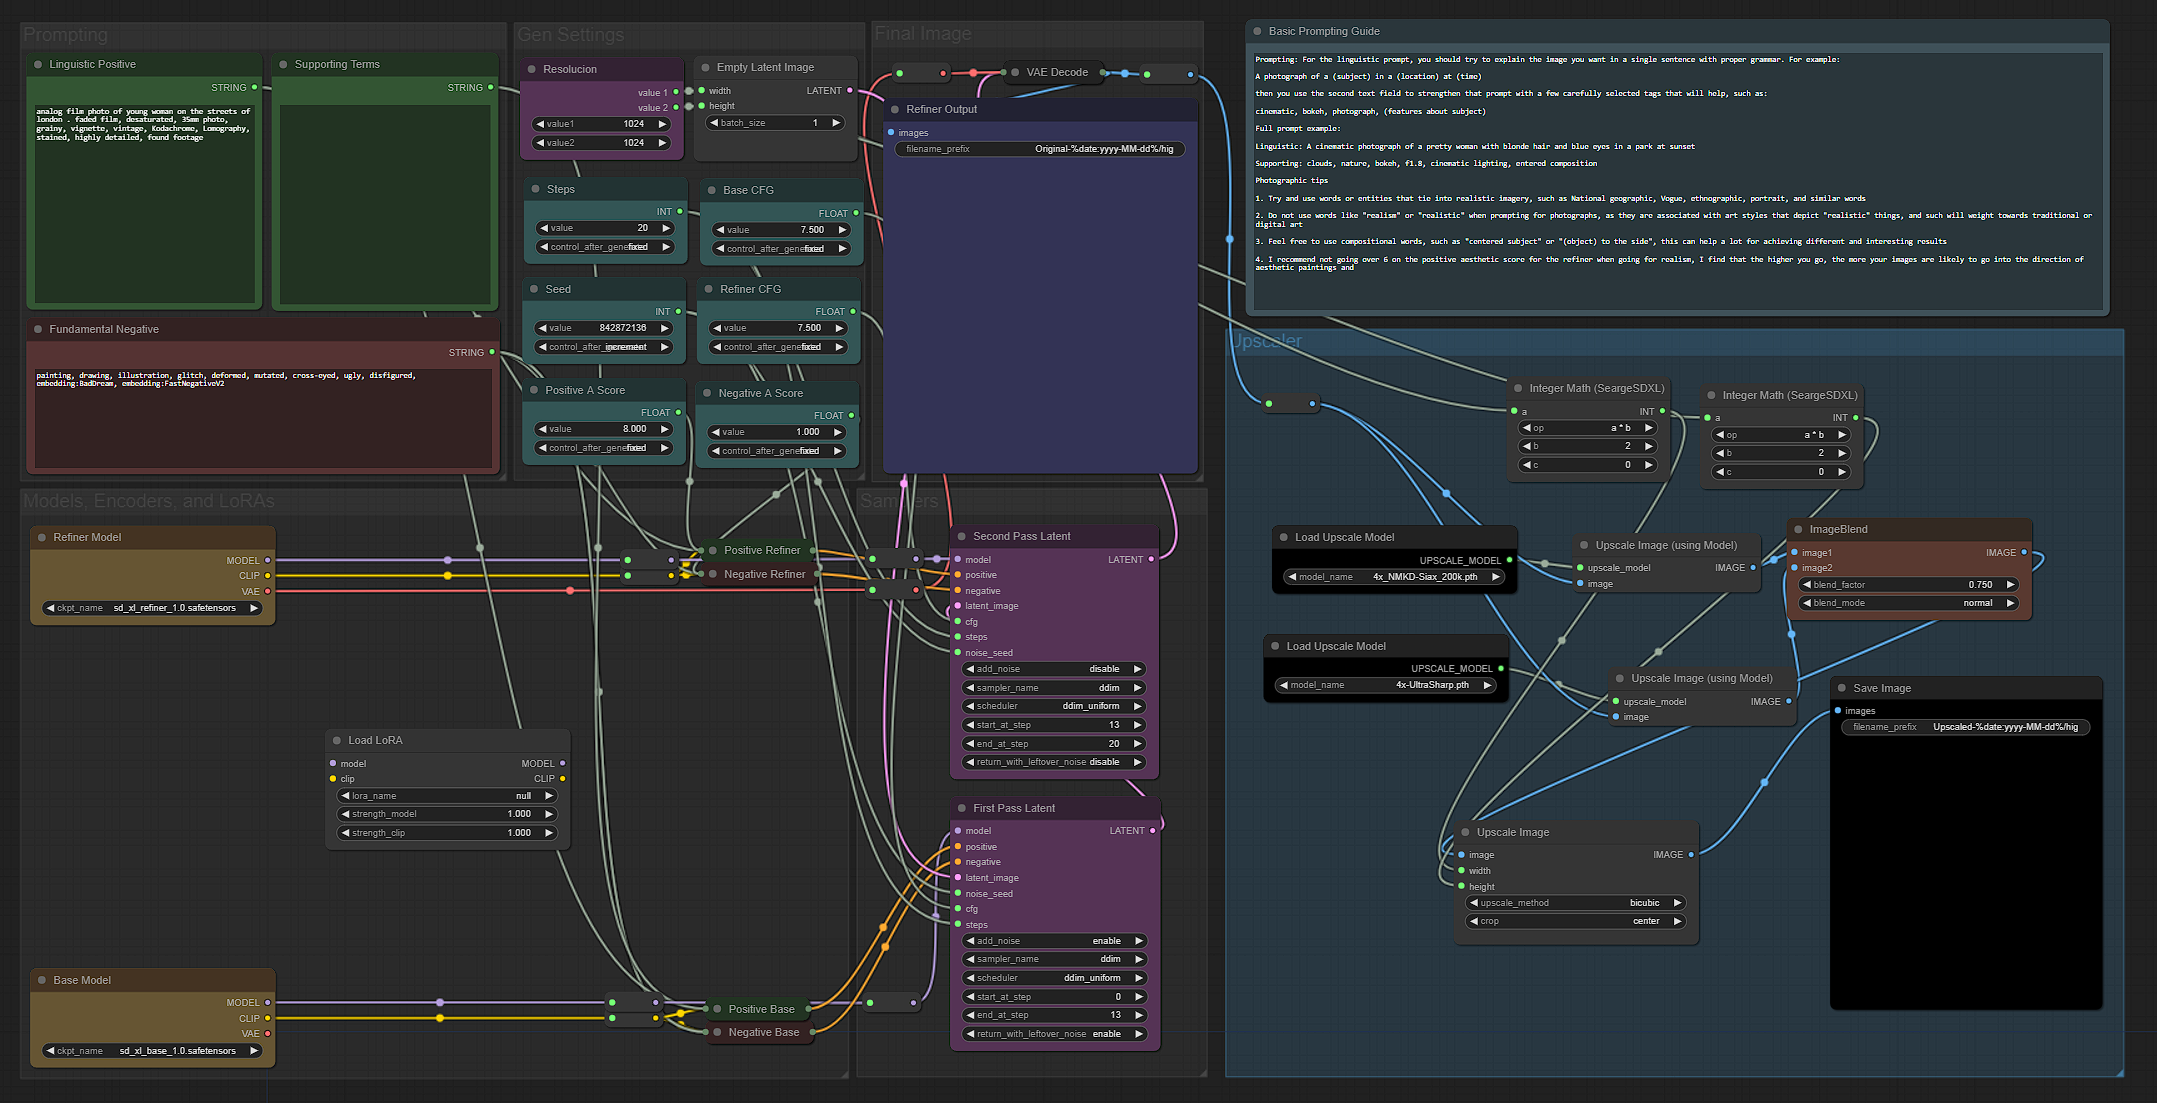 Prompting
Linguistic Positive
STRING
analog film photo of young woman on the streets of
london . faded film, desaturated, 35mm photo,
grainy, vignette, vintage, Kodachrome, Lomography,
stained, highly detailed, found footage
Supporting Terms
STRING
Fundamental Negative
STRING
painting, drawing, illustration, glitch, deformed, mutated, cross-eyed, ugly, disfigured,
embedding:BadDream, embedding:FastNegativeV2
Gen Settings
Resolucion
value 1
value 2
value1 1024
value2 1024
Empty Latent Image
width LATENT
height
batch_size 1
Steps
INT
value 20
control_after_gene fixed
Base CFG
FLOAT
value 7.500
control_after_gene fixed
Seed
INT
value 842872136
control_after_gene increment
Refiner CFG
FLOAT
value 7.500
control_after_gene fixed
Positive A Score
FLOAT
value 8.000
control_after_gene fixed
Negative A Score
FLOAT
value 1.000
control_after_gene fixed
Final Image
VAE Decode
Refiner Output
images
filename_prefix Original-%date:yyyy-MM-dd%/hig
Basic Prompting Guide
Prompting: For the linguistic prompt, you should try to explain the image you want in a single sentence with proper grammar. For example:
A photograph of a (subject) in a (location) at (time)
then you use the second text field to strengthen that prompt with a few carefully selected tags that will help, such as:
cinematic, bokeh, photograph, (features about subject)
Full prompt example:
Linguistic: A cinematic photograph of a pretty woman with blonde hair and blue eyes in a park at sunset
Supporting: clouds, nature, bokeh, f1.8, cinematic lighting, entered composition
Photographic tips
1. Try and use words or entities that tie into realistic imagery, such as National geographic, Vogue, ethnographic, portrait, and similar words
2. Do not use words like "realism" or "realistic" when prompting for photographs, as they are associated with art styles that depict "realistic" things, and such will weight towards traditional or
digital art
3. Feel free to use compositional words, such as "centered subject" or "(object) to the side", this can help a lot for achieving different and interesting results
4. I recommend not going over 6 on the positive aesthetic score for the refiner when going for realism, I find that the higher you go, the more your images are likely to go into the direction of
aesthetic paintings and
Models, Encoders, and LoRAs
Refiner Model
MODEL
CLIP
VAE
ckpt_name sd_xl_refiner_1.0.safetensors
Positive Refiner
Negative Refiner
Load LoRA
model MODEL
clip CLIP
lora_name null
strength_model 1.000
strength_clip 1.000
Base Model
MODEL
CLIP
VAE
ckpt_name sd_xl_base_1.0.safetensors
Positive Base
Negative Base
Samplers
Second Pass Latent
model LATENT
positive
negative
latent_image
cfg
steps
noise_seed
add_noise disable
sampler_name ddim
scheduler ddim_uniform
start_at_step 13
end_at_step 20
return_with_leftover_noise disable
First Pass Latent
model LATENT
positive
negative
latent_image
noise_seed
cfg
steps
add_noise enable
sampler_name ddim
scheduler ddim_uniform
start_at_step 0
end_at_step 13
return_with_leftover_noise enable
Upscaler
Integer Math (SeargeSDXL)
a INT
op a * b
b 2
c 0
Integer Math (SeargeSDXL)
a INT
op a * b
b 2
c 0
Load Upscale Model
UPSCALE_MODEL
model_name 4x_NMKD-Siax_200k.pth
Upscale Image (using Model)
upscale_model IMAGE
image
ImageBlend
image1 IMAGE
image2
blend_factor 0.750
blend_mode normal
Load Upscale Model
UPSCALE_MODEL
model_name 4x-UltraSharp.pth
Upscale Image (using Model)
upscale_model IMAGE
image
Save Image
images
filename_prefix Upscaled-%date:yyyy-MM-dd%/hig
Upscale Image
image IMAGE
width
height
upscale_method bicubic
crop center